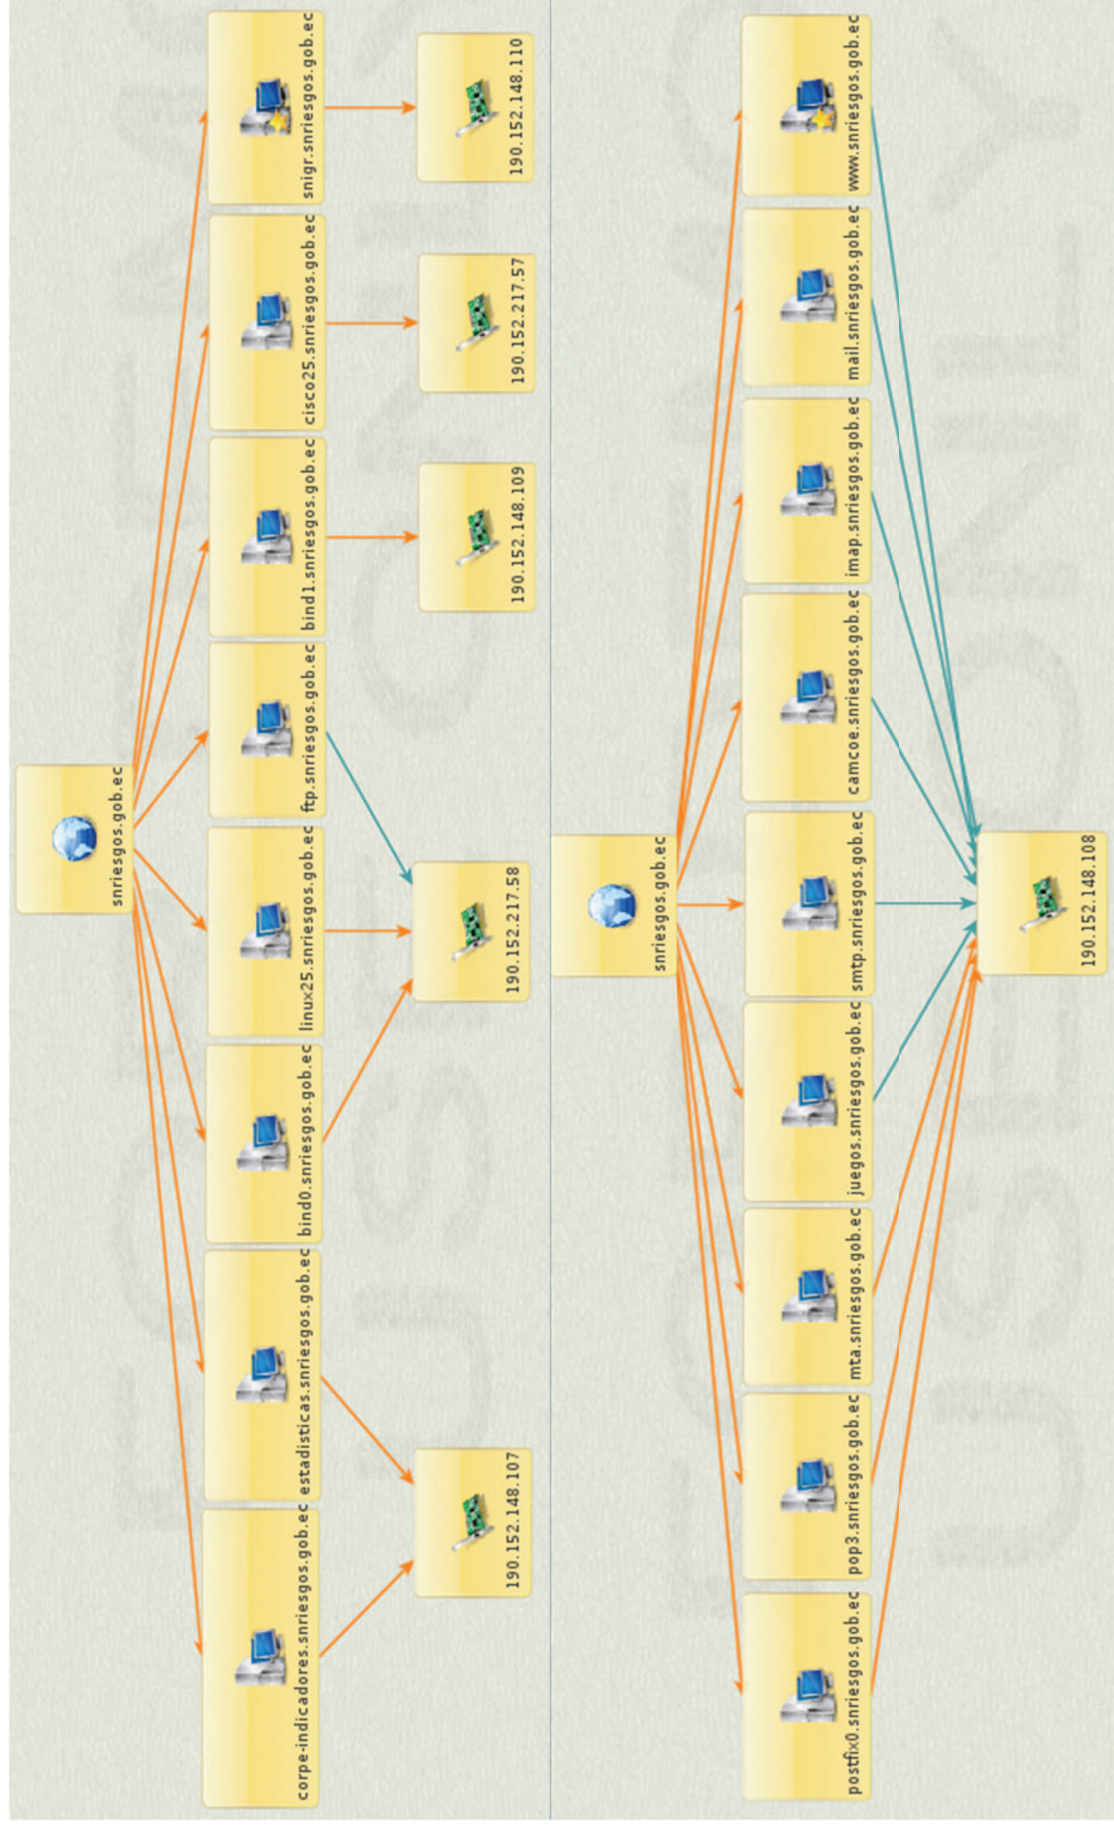 snriesgos.gob.ec
corpe-indicadores.snriesgos.gob.ec
estadisticas.snriesgos.gob.ec
bind0.snriesgos.gob.ec
linux25.snriesgos.gob.ec
ftp.snriesgos.gob.ec
bind1.snriesgos.gob.ec
cisco25.snriesgos.gob.ec
snigr.snriesgos.gob.ec
190.152.148.107
190.152.217.58
190.152.148.109
190.152.217.57
190.152.148.110
snriesgos.gob.ec
postfix0.snriesgos.gob.ec
pop3.snriesgos.gob.ec
mta.snriesgos.gob.ec
juegos.snriesgos.gob.ec
smtp.snriesgos.gob.ec
camcoe.snriesgos.gob.ec
imap.snriesgos.gob.ec
mail.snriesgos.gob.ec
www.snriesgos.gob.ec
190.152.148.108